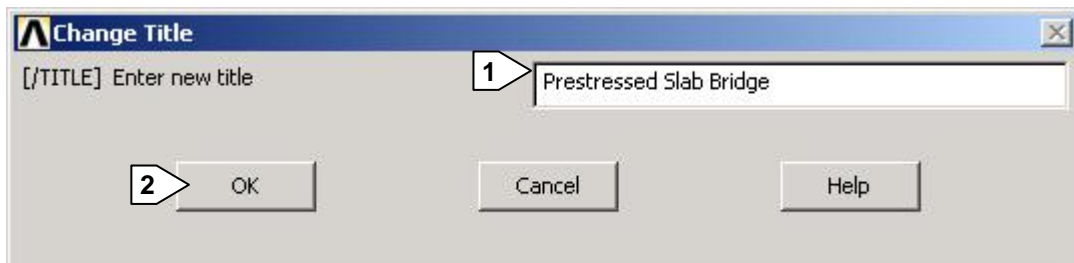 Change Title
[/TITLE] Enter new title
1
Prestressed Slab Bridge
2
OK
Cancel
Help